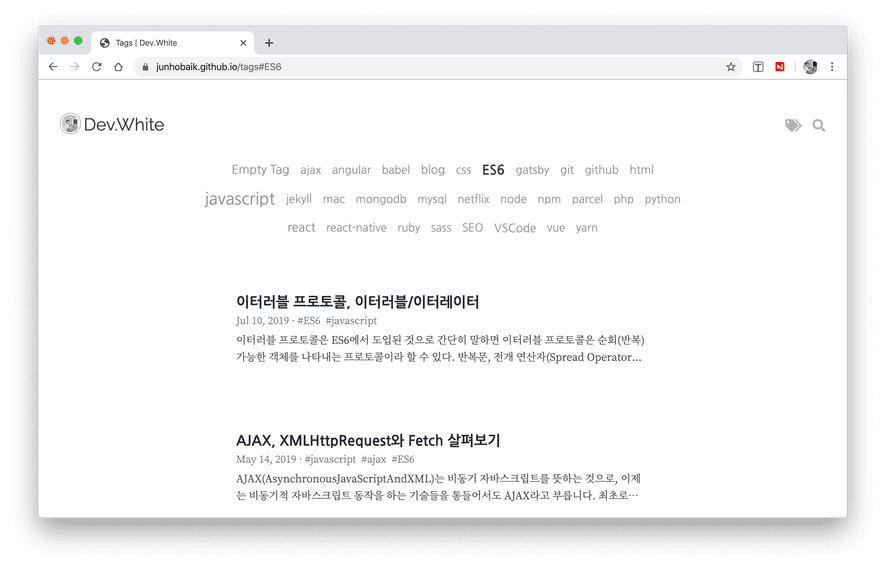 Tags | Dev.White
junhobaik.github.io/tags#ES6
Dev.White
Empty Tag ajax angular babel blog css ES6 gatsby git github html
javascript jekyll mac mongodb mysql netflix node npm parcel php python
react react-native ruby sass SEO VSCode vue yarn
이터러블 프로토콜, 이터러블/이터레이터
Jul 10, 2019 · #ES6 #javascript
이터러블 프로토콜은 ES6에서 도입된 것으로 간단히 말하면 이터러블 프로토콜은 순회(반복)
가능한 객체를 나타내는 프로토콜이라 할 수 있다. 반복문, 전개 연산자(Spread Operator…
AJAX, XMLHttpRequest와 Fetch 살펴보기
May 14, 2019 · #javascript #ajax #ES6
AJAX(AsynchronousJavaScriptAndXML)는 비동기 자바스크립트를 뜻하는 것으로, 이제
는 비동기적 자바스크립트 동작을 하는 기술들을 통틀어서도 AJAX라고 부릅니다. 최초로…